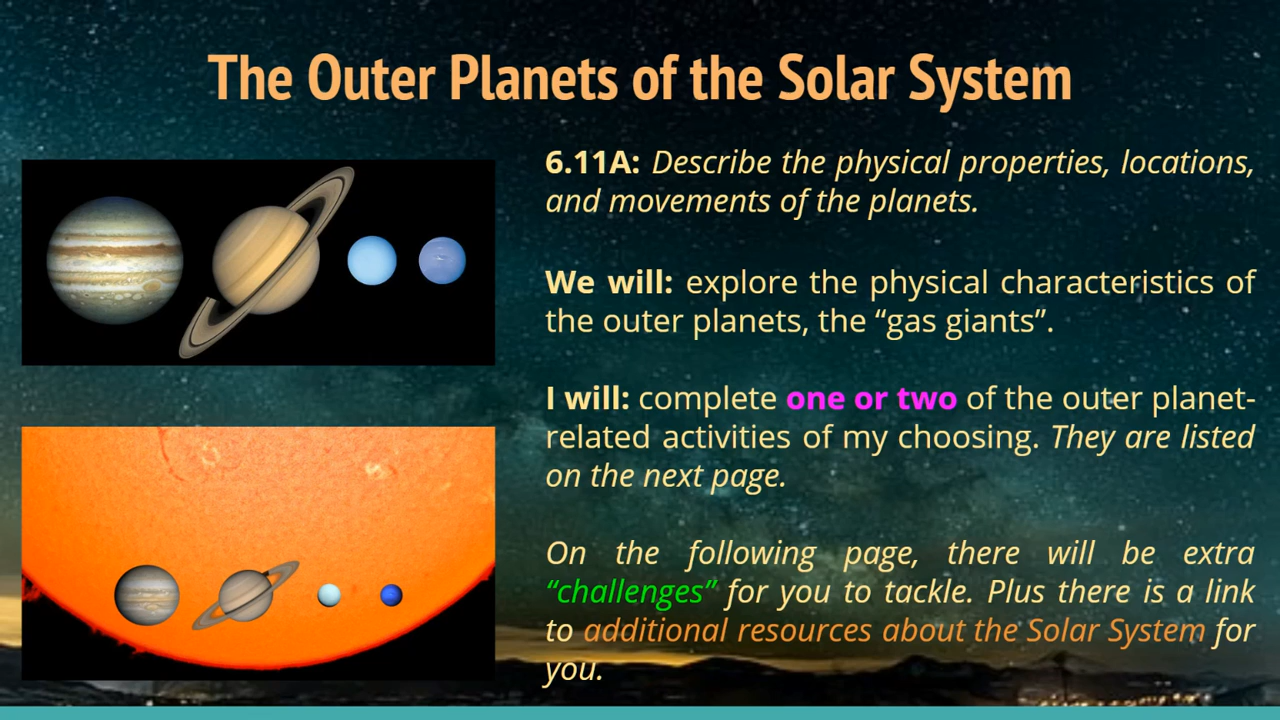 The Outer Planets of the Solar System
6.11A: Describe the physical properties, locations,
and movements of the planets.
We will: explore the physical characteristics of
the outer planets, the “gas giants”.
I will: complete one or two of the outer planet-
related activities of my choosing. They are listed
on the next page.
On the following page, there will be extra
“challenges” for you to tackle. Plus there is a link
to additional resources about the Solar System for
you.